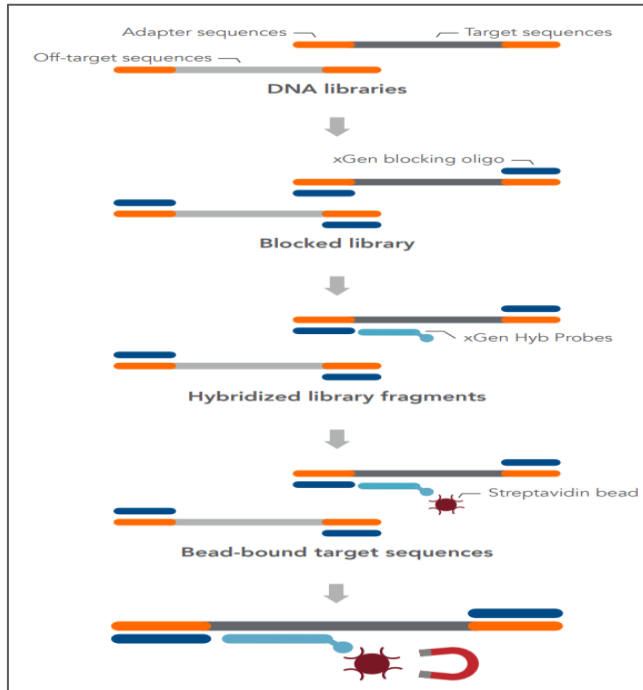 Adapter sequences
Target sequences
Off-target sequences
DNA libraries
xGen blocking oligo
Blocked library
xGen Hyb Probes
Hybridized library fragments
Streptavidin bead
Bead-bound target sequences